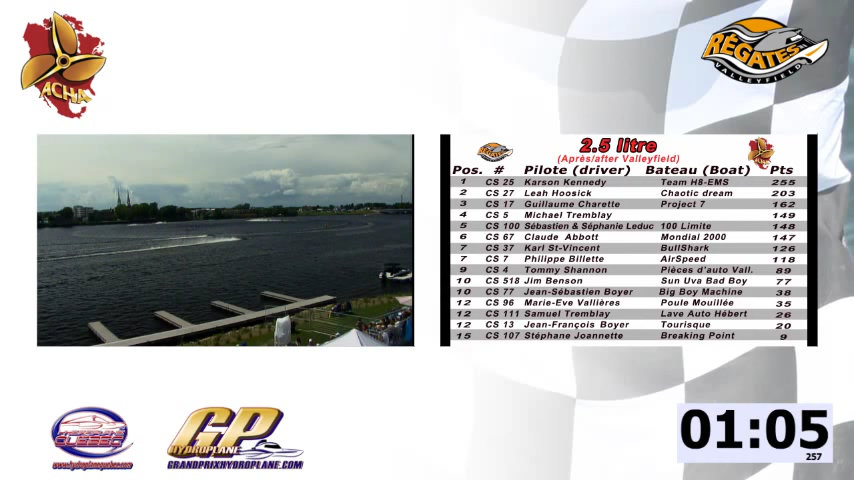 ACHA
RÉGATES
VALLEYFIELD
2.5 litre
(Après/after Valleyfield)
Pos. # Pilote (driver) Bateau (Boat) Pts
1 CS 25 Karson Kennedy Team H8-EMS 255
2 CS 27 Leah Hoosick Chaotic dream 203
3 CS 17 Guillaume Charette Project 7 162
4 CS 5 Michael Tremblay 149
5 CS 100 Sébastien & Séphanie Leduc 100 Limite 148
6 CS 67 Claude Abbott Mondial 2000 147
7 CS 37 Karl St-Vincent BullShark 126
7 CS 7 Philippe Billette AirSpeed 118
9 CS 4 Tommy Shannon Pièces d'auto Vall. 89
10 CS 518 Jim Benson Sun Uva Bad Boy 77
10 CS 77 Jean-Sébastien Boyer Big Boy Machine 38
12 CS 96 Marie-Eve Vallières Poule Mouillée 35
12 CS 111 Samuel Tremblay Lave Auto Hébert 26
12 CS 13 Jean-François Boyer Tourisque 20
15 CS 107 Stéphane Joannette Breaking Point 9
HYDROPLANE
QUEBEC
www.hydroplanequebec.com
GP
HYDROPLANE
GRANDPRIXHYDROPLANE.COM
01:05
257